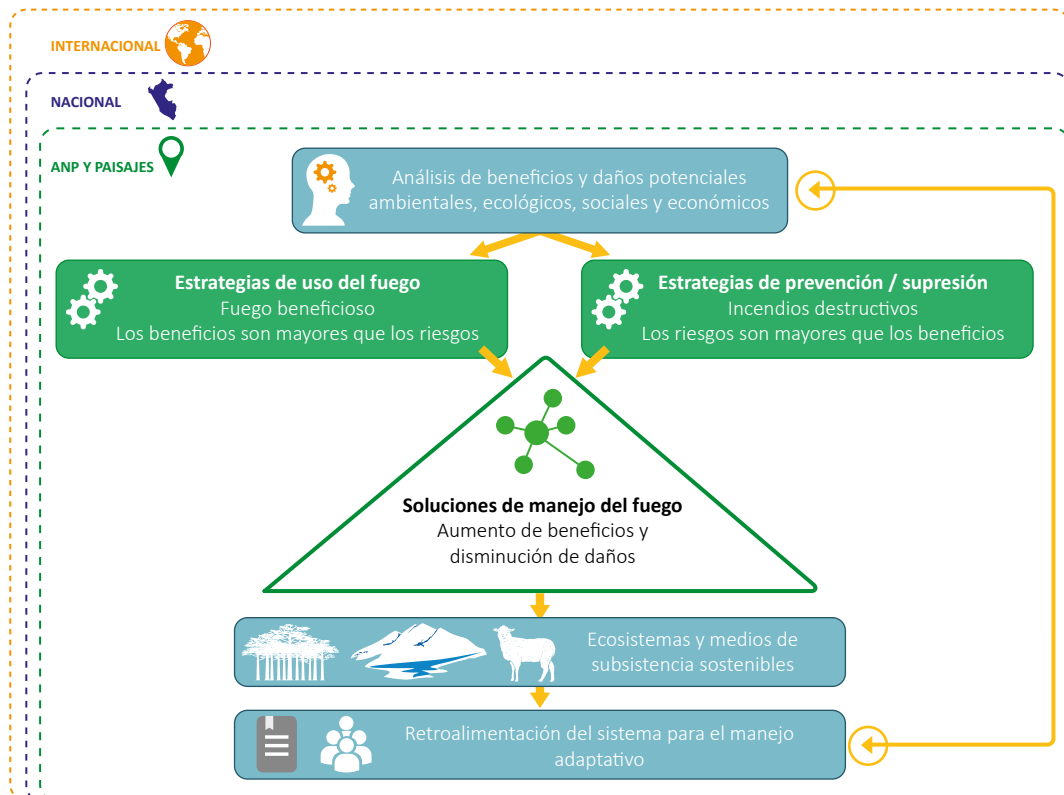 INTERNACIONAL
NACIONAL
ANP Y PAISAJES
Análisis de beneficios y daños potenciales
ambientales, ecológicos, sociales y económicos
Estrategias de uso del fuego
Fuego beneficioso
Los beneficios son mayores que los riesgos
Estrategias de prevención / supresión
Incendios destructivos
Los riesgos son mayores que los beneficios
Soluciones de manejo del fuego
Aumento de beneficios y
disminución de daños
Ecosistemas y medios de
subsistencia sostenibles
Retroalimentación del sistema para el manejo
adaptativo